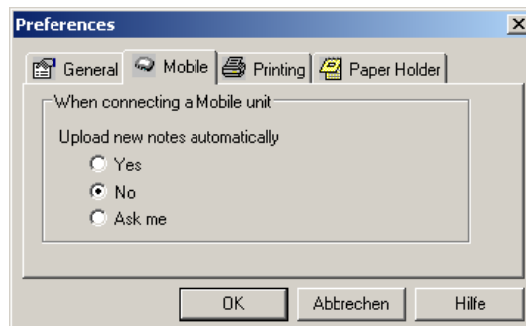 Preferences
General Mobile Printing Paper Holder
When connecting a Mobile unit
Upload new notes automatically
Yes
No
Ask me
OK Abbrechen Hilfe